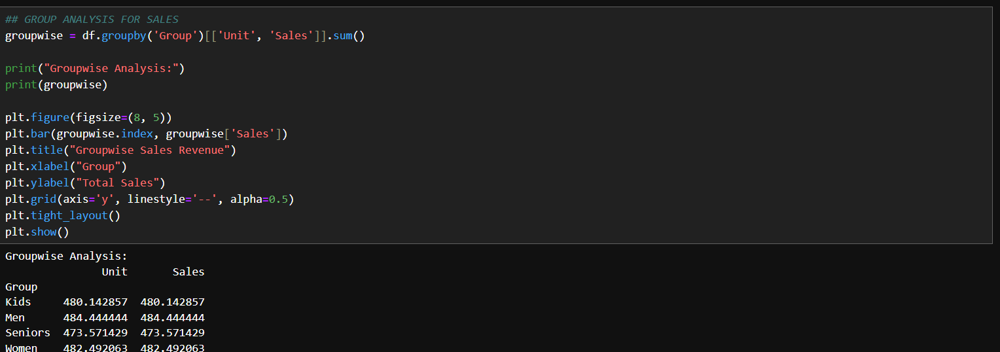 ## GROUP ANALYSIS FOR SALES
groupwise = df.groupby('Group')[['Unit', 'Sales']].sum()
print("Groupwise Analysis:")
print(groupwise)
plt.figure(figsize=(8, 5))
plt.bar(groupwise.index, groupwise['Sales'])
plt.title("Groupwise Sales Revenue")
plt.xlabel("Group")
plt.ylabel("Total Sales")
plt.grid(axis='y', linestyle='--', alpha=0.5)
plt.tight_layout()
plt.show()
Groupwise Analysis:
Unit Sales
Group
Kids 480.142857 480.142857
Men 484.444444 484.444444
Seniors 473.571429 473.571429
Women 482.492063 482.492063